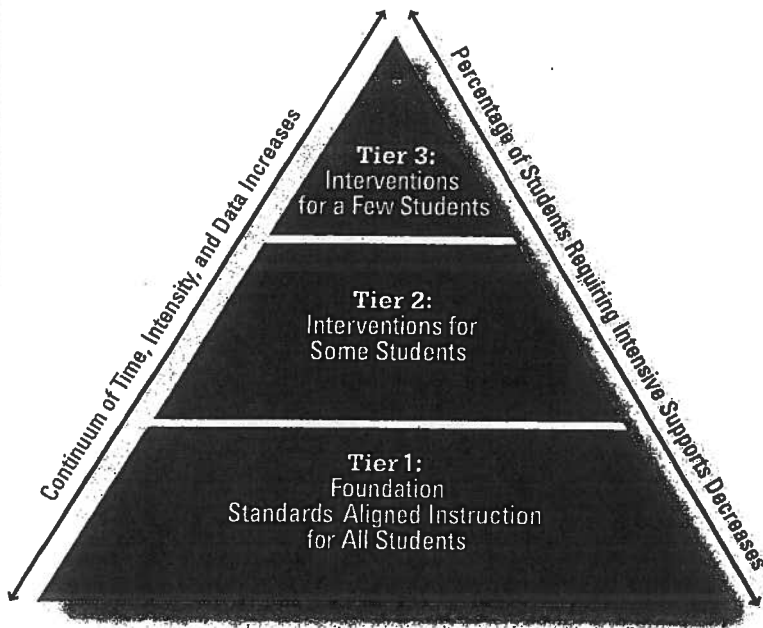 Continuum of Time, Intensity, and Data Increases
Percentage of Students Requiring Intensive Supports Decreases
Tier 3:
Interventions
for a Few Students
Tier 2:
Interventions for
Some Students
Tier 1:
Foundation
Standards Aligned Instruction
for All Students